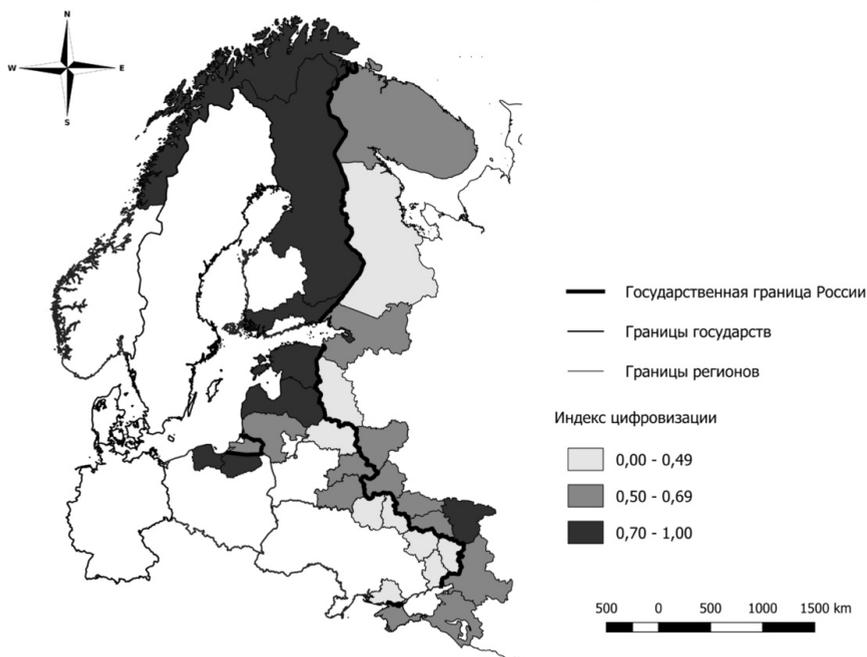 N
W
E
S
Государственная граница России
Границы государств
Границы регионов
Индекс цифровизации
0,00 - 0,49
0,50 - 0,69
0,70 - 1,00
500 0 500 1000 1500 km